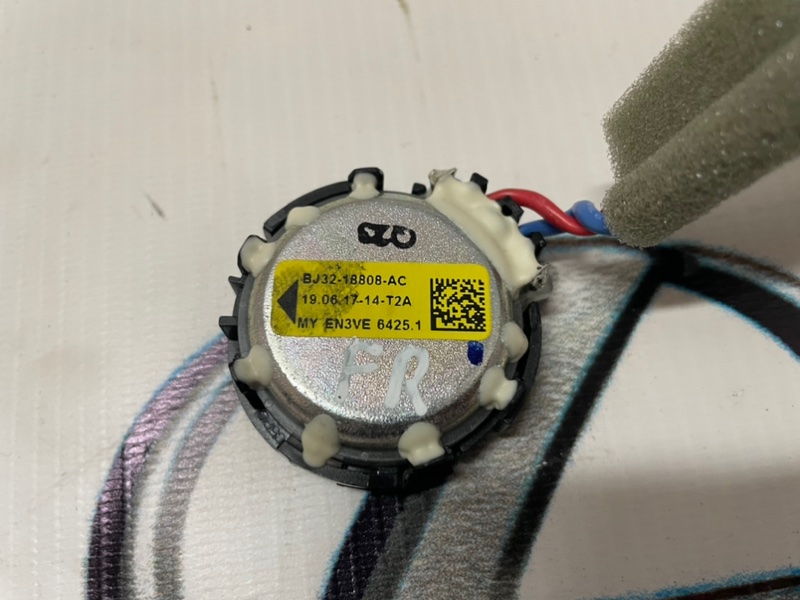 BJ32-18808-AC
19.06.17-14-T2A
MY EN3VE 6425.1
FR